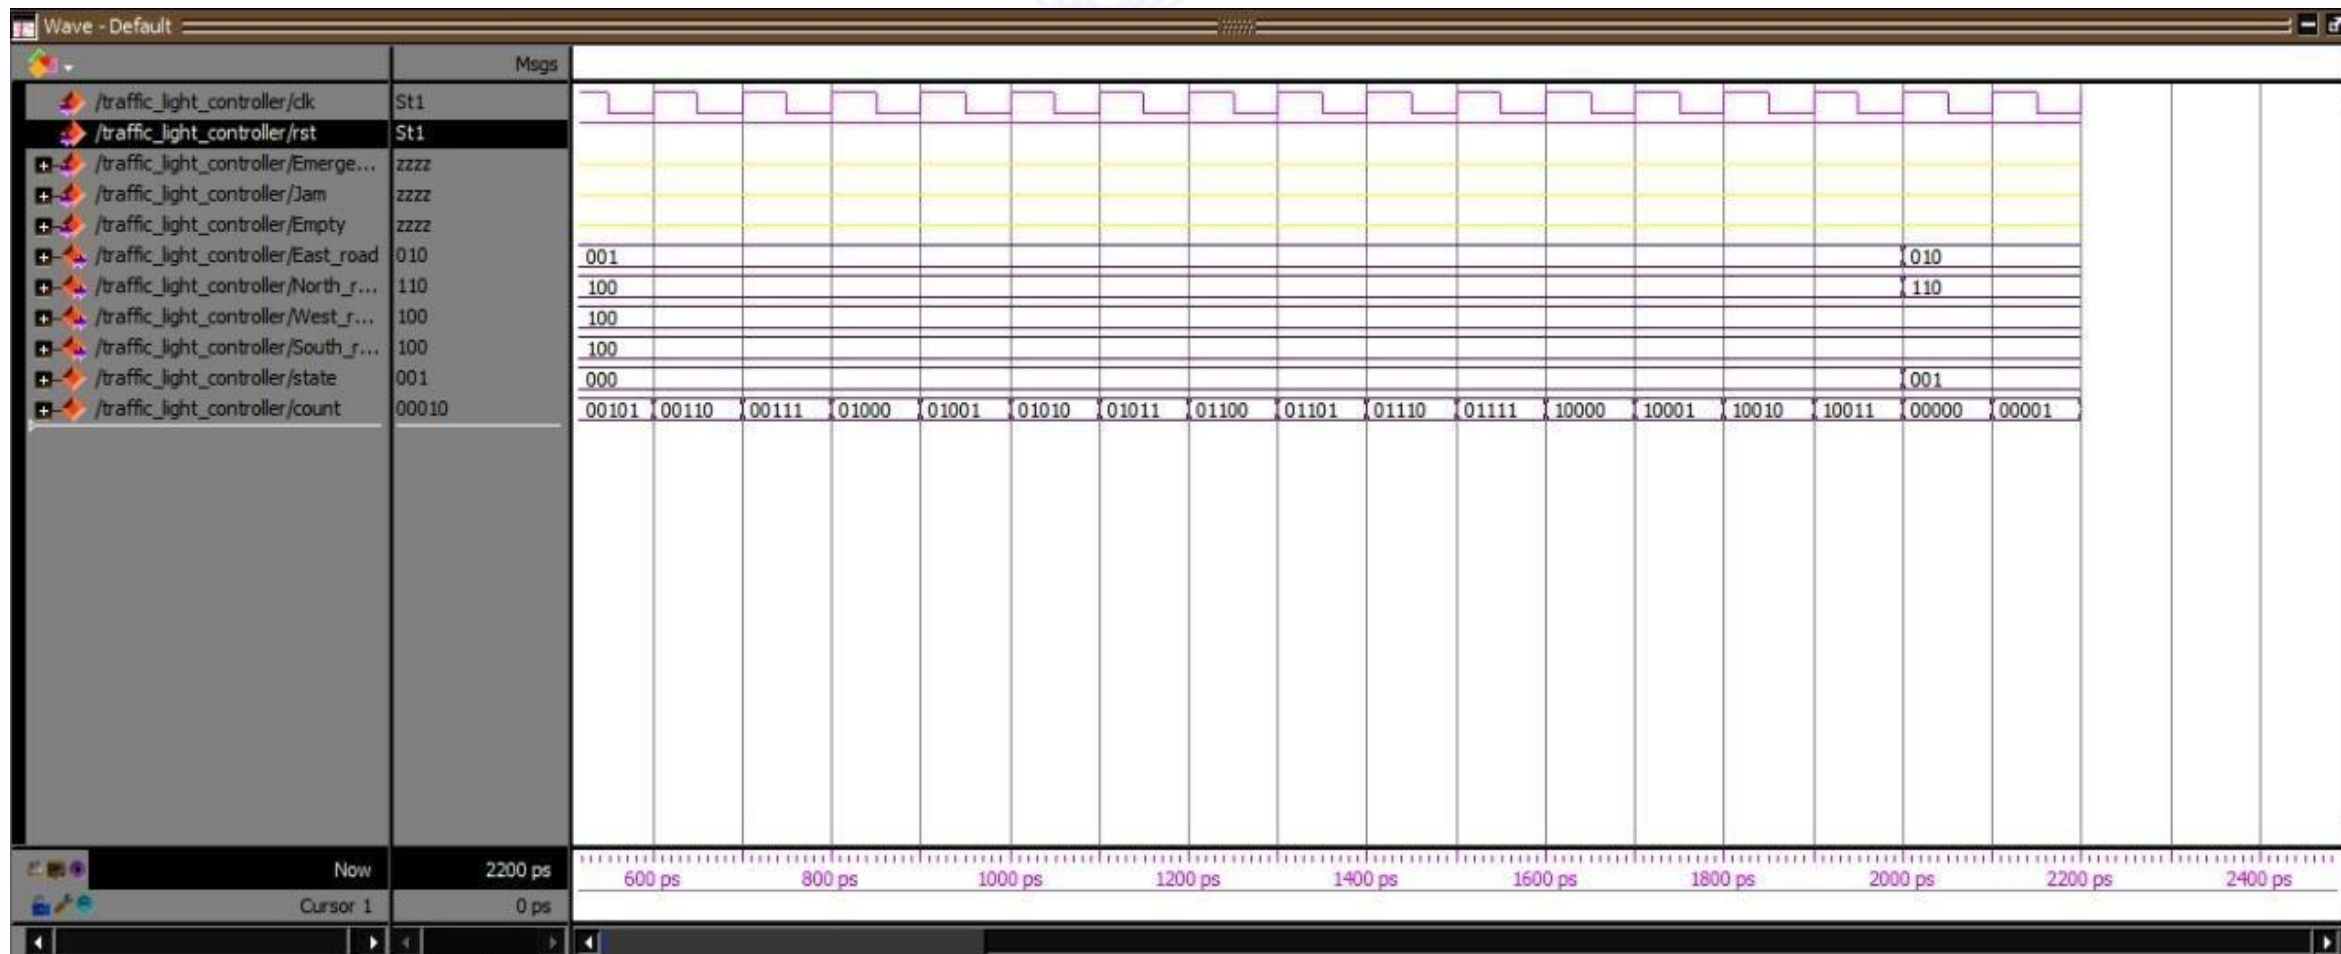 Wave - Default
Msgs
/traffic_light_controller/clk St1
/traffic_light_controller/rst St1
/traffic_light_controller/Emerge... zzzz
/traffic_light_controller/Jam zzzz
/traffic_light_controller/Empty zzzz
/traffic_light_controller/East_road 010 001 010
/traffic_light_controller/North_r... 110 100 110
/traffic_light_controller/West_r... 100 100
/traffic_light_controller/South_r... 100 100
/traffic_light_controller/state 001 000 001
/traffic_light_controller/count 00010 00101 00110 00111 01000 01001 01010 01011 01100 01101 01110 01111 10000 10001 10010 10011 00000 00001
Now 2200 ps 600 ps 800 ps 1000 ps 1200 ps 1400 ps 1600 ps 1800 ps 2000 ps 2200 ps 2400 ps
Cursor 1 0 ps